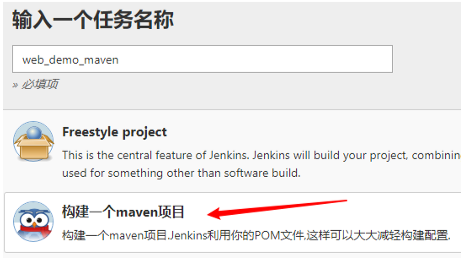 输入一个任务名称
web_demo_maven
» 必填项
Freestyle project
This is the central feature of Jenkins. Jenkins will build your project, combinin
used for something other than software build.
构建一个maven项目
构建一个maven项目.Jenkins利用你的POM文件,这样可以大大减轻构建配置.